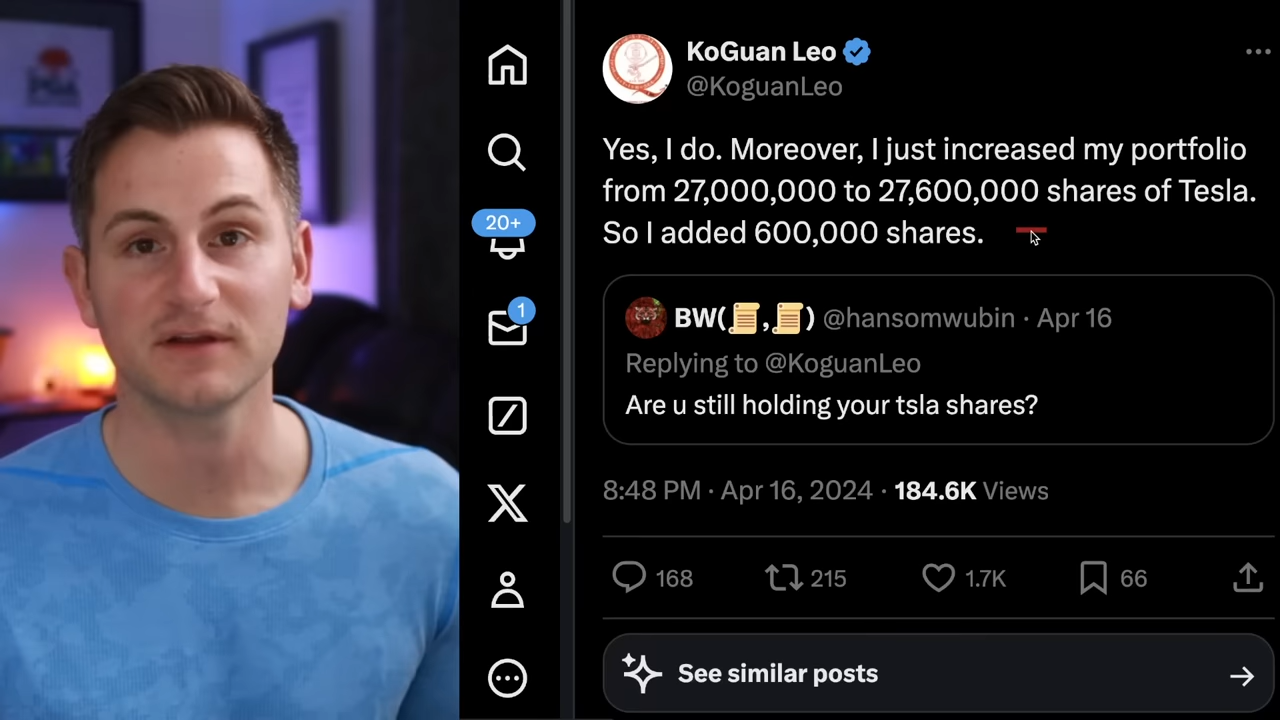 KoGuan Leo
@KoguanLeo
Yes, I do. Moreover, I just increased my portfolio
from 27,000,000 to 27,600,000 shares of Tesla.
So I added 600,000 shares.
BW(📜,📜) @hansomwubin · Apr 16
Replying to @KoguanLeo
Are u still holding your tsla shares?
8:48 PM · Apr 16, 2024 · 184.6K Views
168 215 1.7K 66
See similar posts
20+
1